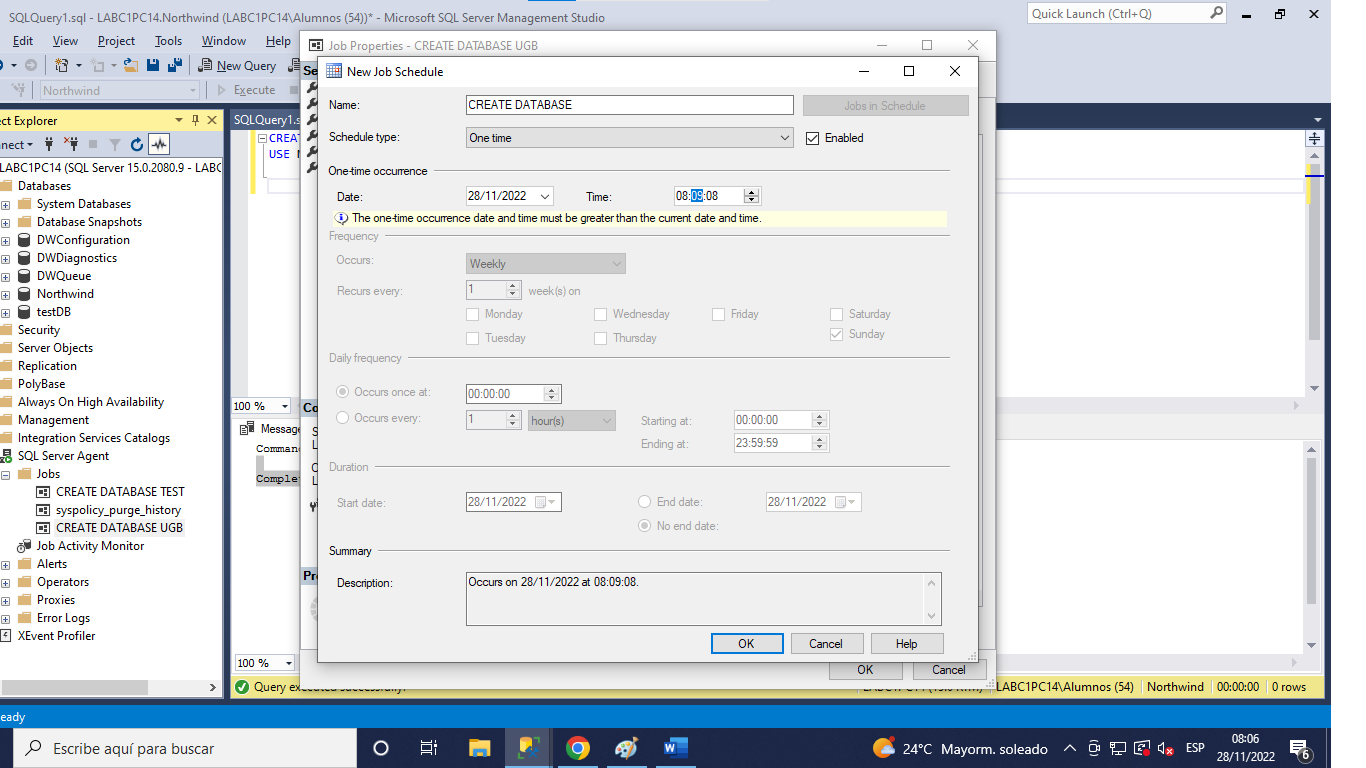 SQLQuery1.sql - LABC1PC14.Northwind (LABC1PC14\Alumnos (54))* - Microsoft SQL Server Management Studio
Quick Launch (Ctrl+Q)
Edit View Project Tools Window Help
New Query
Northwind
Execute
Job Properties - CREATE DATABASE UGB
Se
New Job Schedule
Name: CREATE DATABASE Jobs in Schedule
Schedule type: One time Enabled
One-time occurrence
Date: 28/11/2022 Time: 08:09:08
The one-time occurrence date and time must be greater than the current date and time.
Frequency
Occurs: Weekly
Recurs every: 1 week(s) on
Monday Wednesday Friday Saturday
Tuesday Thursday Sunday
Daily frequency
Occurs once at: 00:00:00
Occurs every: 1 hour(s) Starting at: 00:00:00
Ending at: 23:59:59
Duration
Start date: 28/11/2022 End date: 28/11/2022
No end date:
Summary
Description: Occurs on 28/11/2022 at 08:09:08.
OK Cancel Help
OK Cancel
ect Explorer
nnect
LABC1PC14 (SQL Server 15.0.2080.9 - LABC
Databases
System Databases
Database Snapshots
DWConfiguration
DWDiagnostics
DWQueue
Northwind
testDB
Security
Server Objects
Replication
PolyBase
Always On High Availability
Management
Integration Services Catalogs
SQL Server Agent
Jobs
CREATE DATABASE TEST
syspolicy_purge_history
CREATE DATABASE UGB
Job Activity Monitor
Alerts
Operators
Proxies
Error Logs
XEvent Profiler
SQLQuery1.s
CREA
USE N
100 %
Message
Comman
Complet
Co
Pr
100 %
Query executed successfully.
LABC1PC14\Alumnos (54) Northwind 00:00:00 0 rows
eady
Escribe aquí para buscar
24°C Mayorm. soleado
ESP
08:06
28/11/2022
6